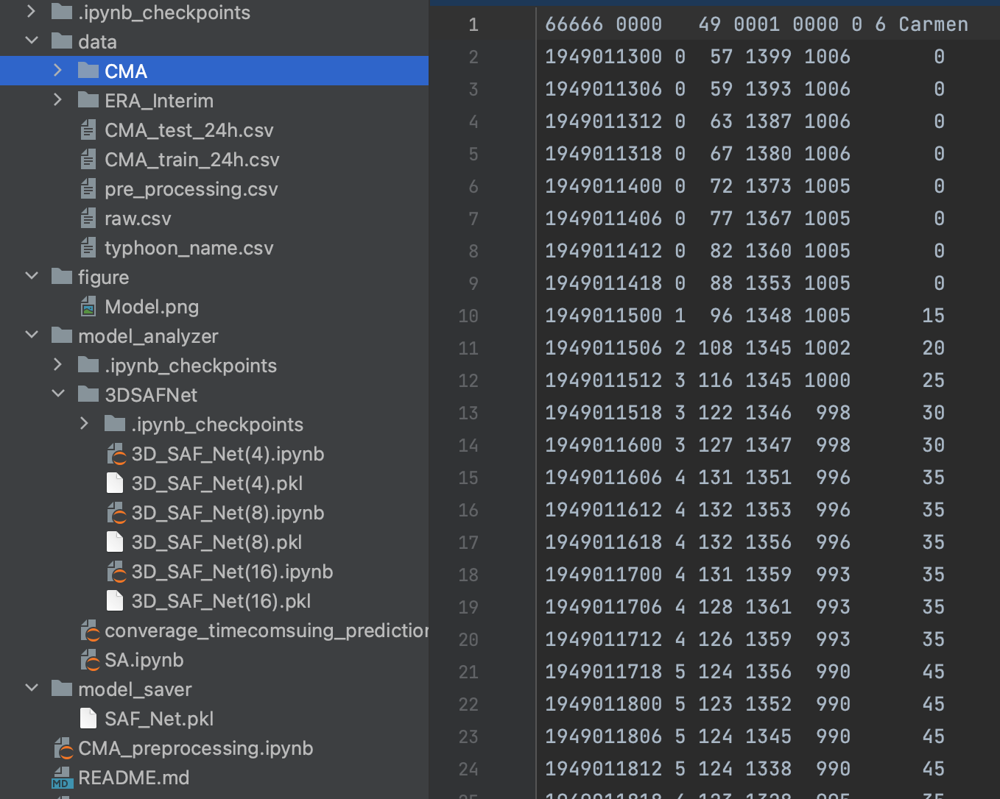 .ipynb_checkpoints
data
CMA
ERA_Interim
CMA_test_24h.csv
CMA_train_24h.csv
pre_processing.csv
raw.csv
typhoon_name.csv
figure
Model.png
model_analyzer
.ipynb_checkpoints
3DSAFNet
.ipynb_checkpoints
3D_SAF_Net(4).ipynb
3D_SAF_Net(4).pkl
3D_SAF_Net(8).ipynb
3D_SAF_Net(8).pkl
3D_SAF_Net(16).ipynb
3D_SAF_Net(16).pkl
converage_timecomsuing_prediction
SA.ipynb
model_saver
SAF_Net.pkl
CMA_preprocessing.ipynb
MD README.md
1 66666 0000   49 0001 0000 0 6 Carmen
2 1949011300 0  57 1399 1006       0
3 1949011306 0  59 1393 1006       0
4 1949011312 0  63 1387 1006       0
5 1949011318 0  67 1380 1006       0
6 1949011400 0  72 1373 1005       0
7 1949011406 0  77 1367 1005       0
8 1949011412 0  82 1360 1005       0
9 1949011418 0  88 1353 1005       0
10 1949011500 1  96 1348 1005      15
11 1949011506 2 108 1345 1002      20
12 1949011512 3 116 1345 1000      25
13 1949011518 3 122 1346  998      30
14 1949011600 3 127 1347  998      30
15 1949011606 4 131 1351  996      35
16 1949011612 4 132 1353  996      35
17 1949011618 4 132 1356  996      35
18 1949011700 4 131 1359  993      35
19 1949011706 4 128 1361  993      35
20 1949011712 4 126 1359  993      35
21 1949011718 5 124 1356  990      45
22 1949011800 5 123 1352  990      45
23 1949011806 5 124 1345  990      45
24 1949011812 5 124 1338  990      45